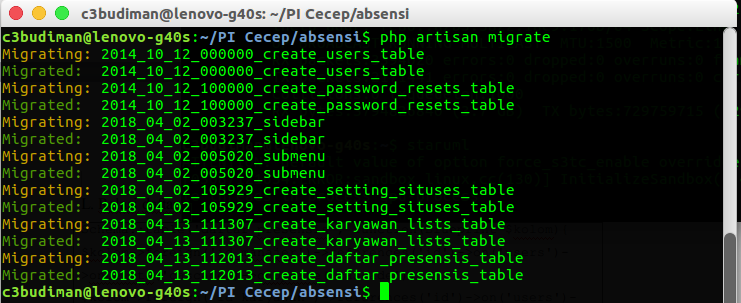 c3budiman@lenovo-g40s: ~/PI Cecep/absensi
c3budiman@lenovo-g40s:~/PI Cecep/absensi$ php artisan migrate
Migrating: 2014_10_12_000000_create_users_table
Migrated:  2014_10_12_000000_create_users_table
Migrating: 2014_10_12_100000_create_password_resets_table
Migrated:  2014_10_12_100000_create_password_resets_table
Migrating: 2018_04_02_003237_sidebar
Migrated:  2018_04_02_003237_sidebar
Migrating: 2018_04_02_005020_submenu
Migrated:  2018_04_02_005020_submenu
Migrating: 2018_04_02_105929_create_setting_situses_table
Migrated:  2018_04_02_105929_create_setting_situses_table
Migrating: 2018_04_13_111307_create_karyawan_lists_table
Migrated:  2018_04_13_111307_create_karyawan_lists_table
Migrating: 2018_04_13_112013_create_daftar_presensis_table
Migrated:  2018_04_13_112013_create_daftar_presensis_table
c3budiman@lenovo-g40s:~/PI Cecep/absensi$